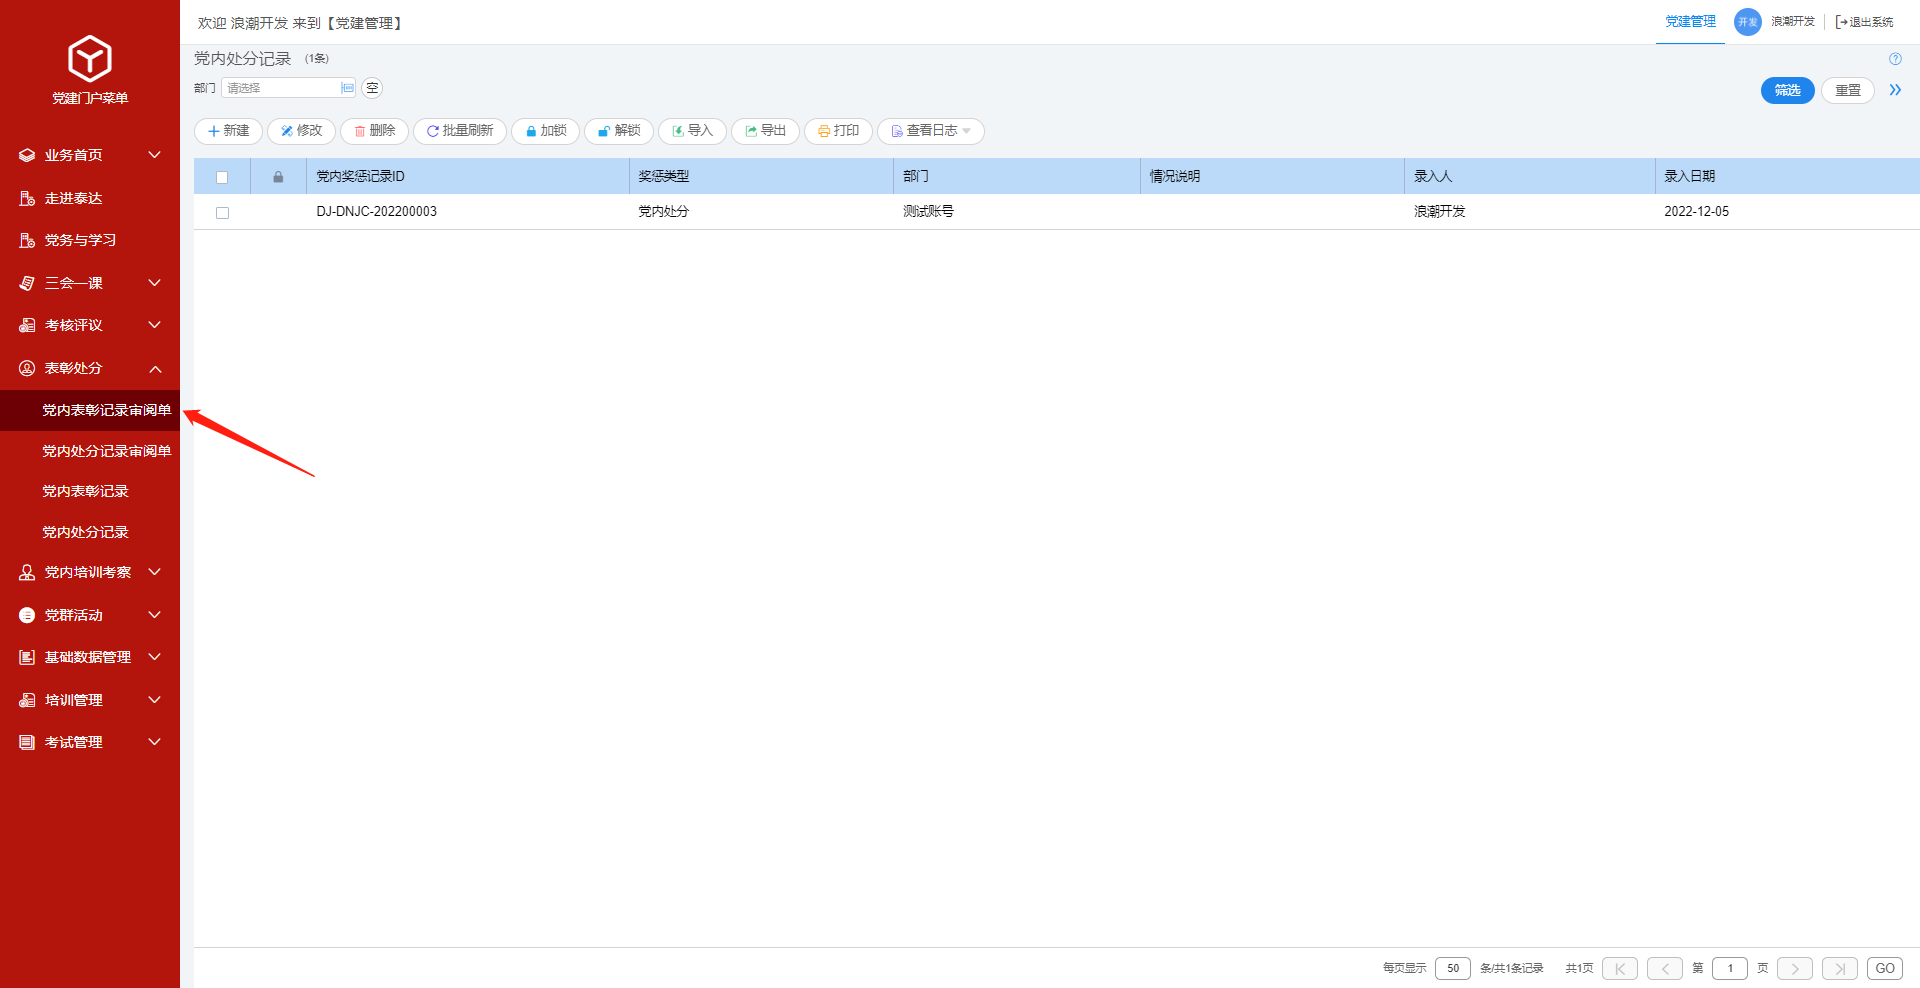 欢迎 浪潮开发 来到【党建管理】
党建管理
开发
浪潮开发
退出系统
党建门户菜单
业务首页
走进泰达
党务与学习
三会一课
考核评议
表彰处分
党内表彰记录审阅单
党内处分记录审阅单
党内表彰记录
党内处分记录
党内培训考察
党群活动
基础数据管理
培训管理
考试管理
党内处分记录 (1条)
部门 请选择 空
筛选 重置
新建 修改 删除 批量刷新 加锁 解锁 导入 导出 打印 查看日志
党内奖惩记录ID 奖惩类型 部门 情况说明 录入人 录入日期
DJ-DNJC-202200003 党内处分 测试账号 浪潮开发 2022-12-05
每页显示 50 条/共1条记录 共1页 第 1 页 GO